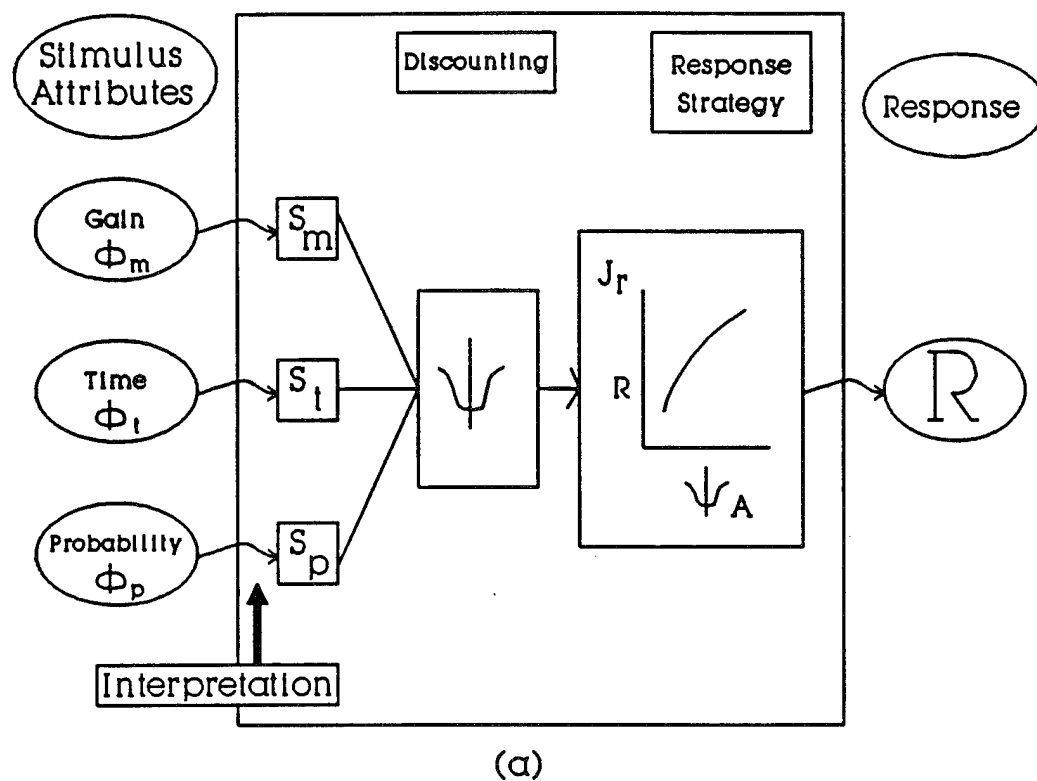 Stimulus
Attributes
Discounting
Response
Strategy
Response
Gain
Φm
Sm
Time
Φt
St
Probability
Φp
Sp
Ψ
Jr
R
ΨA
R
Interpretation
(a)